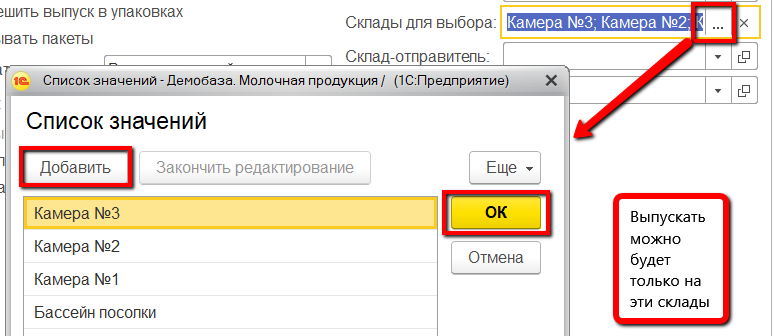 ешить выпуск в упаковках
ывать пакеты
Склады для выбора: Камера №3; Камера №2; К ... ×
Склад-отправитель:
1С Список значений - Демобаза. Молочная продукция / (1С:Предприятие) ×
Список значений
Добавить Закончить редактирование Еще
Камера №3
Камера №2
Камера №1
Бассейн посолки
ОК
Отмена
Выпускать
можно
будет
только на
эти склады